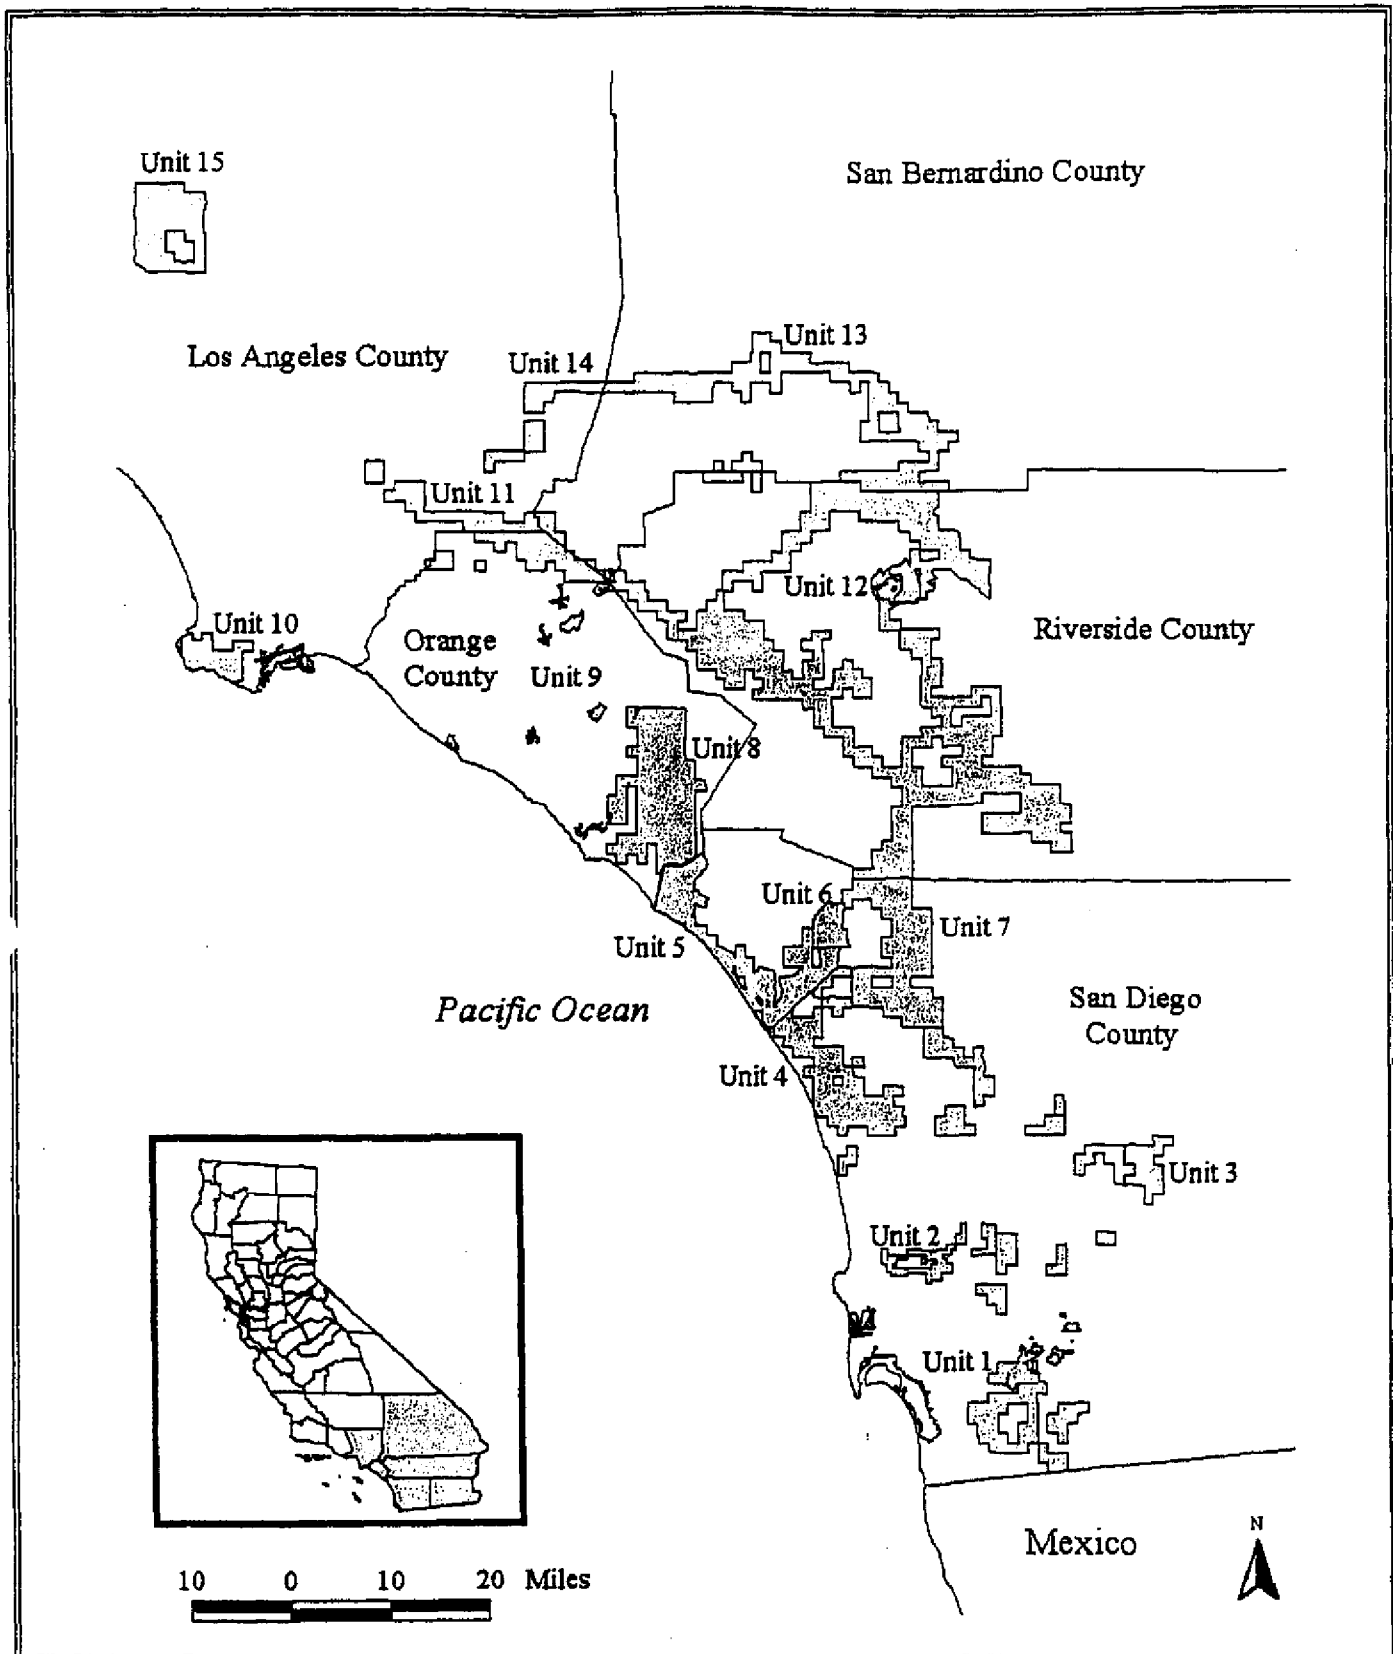 Unit 15
San Bernardino County
Unit 13
Los Angeles County
Unit 14
Unit 11
Unit 12
Unit 10
Orange
County
Riverside County
Unit 9
Unit 8
Unit 6
Unit 7
Unit 5
Pacific Ocean
San Diego
County
Unit 4
Unit 3
Unit 2
Unit 1
Mexico
N
10 0 10 20 Miles